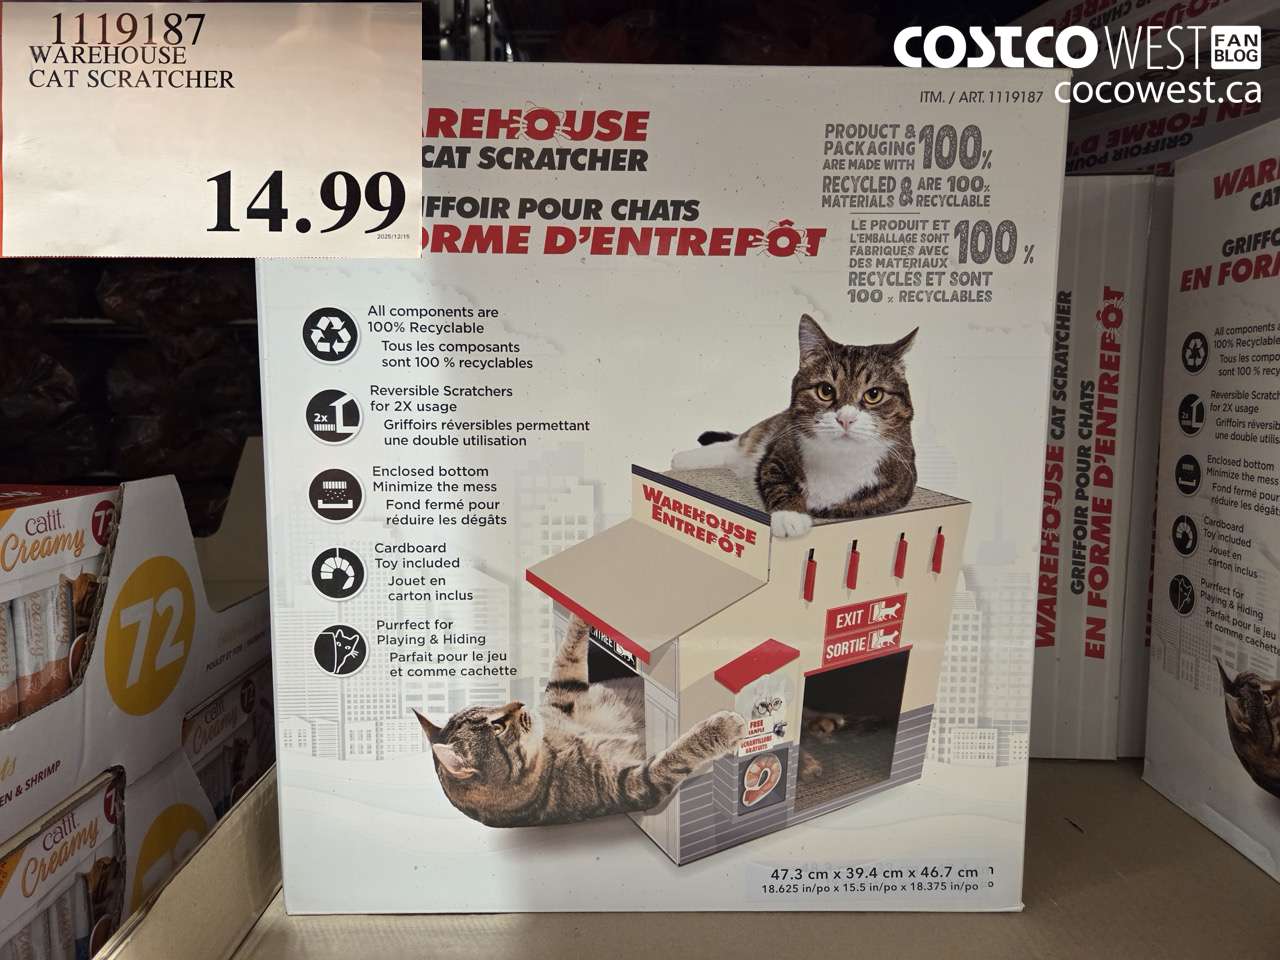 1119187
WAREHOUSE
CAT SCRATCHER
14.99
2025/12/15
COSTCO WEST FAN BLOG
cocowest.ca
ITM. / ART. 1119187
REHOUSE
CAT SCRATCHER
IFFOIR POUR CHATS
ORME D'ENTREPÔT
PRODUCT &
PACKAGING
ARE MADE WITH
100%
RECYCLED & ARE 100%
MATERIALS & RECYCLABLE
LE PRODUIT ET
L'EMBALLAGE SONT
FABRIQUÉS AVEC
DES MATÉRIAUX
100 %
RECYCLÉS ET SONT
100 % RECYCLABLES
All components are
100% Recyclable
Tous les composants
sont 100 % recyclables
2x
Reversible Scratchers
for 2X usage
Griffoirs réversibles permettant
une double utilisation
Enclosed bottom
Minimize the mess
Fond fermé pour
réduire les dégâts
Cardboard
Toy included
Jouet en
carton inclus
Purrfect for
Playing & Hiding
Parfait pour le jeu
et comme cachette
WAREHOUSE
ENTREPÔT
EXIT
SORTIE
FREE
SAMPLE
ÉCHANTILLONS
GRATUITS
47.3 cm x 39.4 cm x 46.7 cm
18.625 in/po x 15.5 in/po x 18.375 in/po
WAREHOUSE CAT SCRATCHER
GRIFFOIR POUR CHATS
EN FORME D'ENTREPÔT
WAR
CAT
GRIFFO
EN FORM
All components
100% Recyclable
Tous les compo
sont 100 % recy
Reversible Scratch
for 2X usage
Griffoirs réversib
une double utilis
Enclosed bottom
Minimize the mess
Fond fermé pour
réduire les dégât
Cardboard
Toy included
Jouet en
carton inclus
Purrfect for
Playing & Hiding
Parfait pour le jeu
et comme cachette
catit
Creamy
72
EN & SHRIMP
catit
Creamy
catit
Creamy